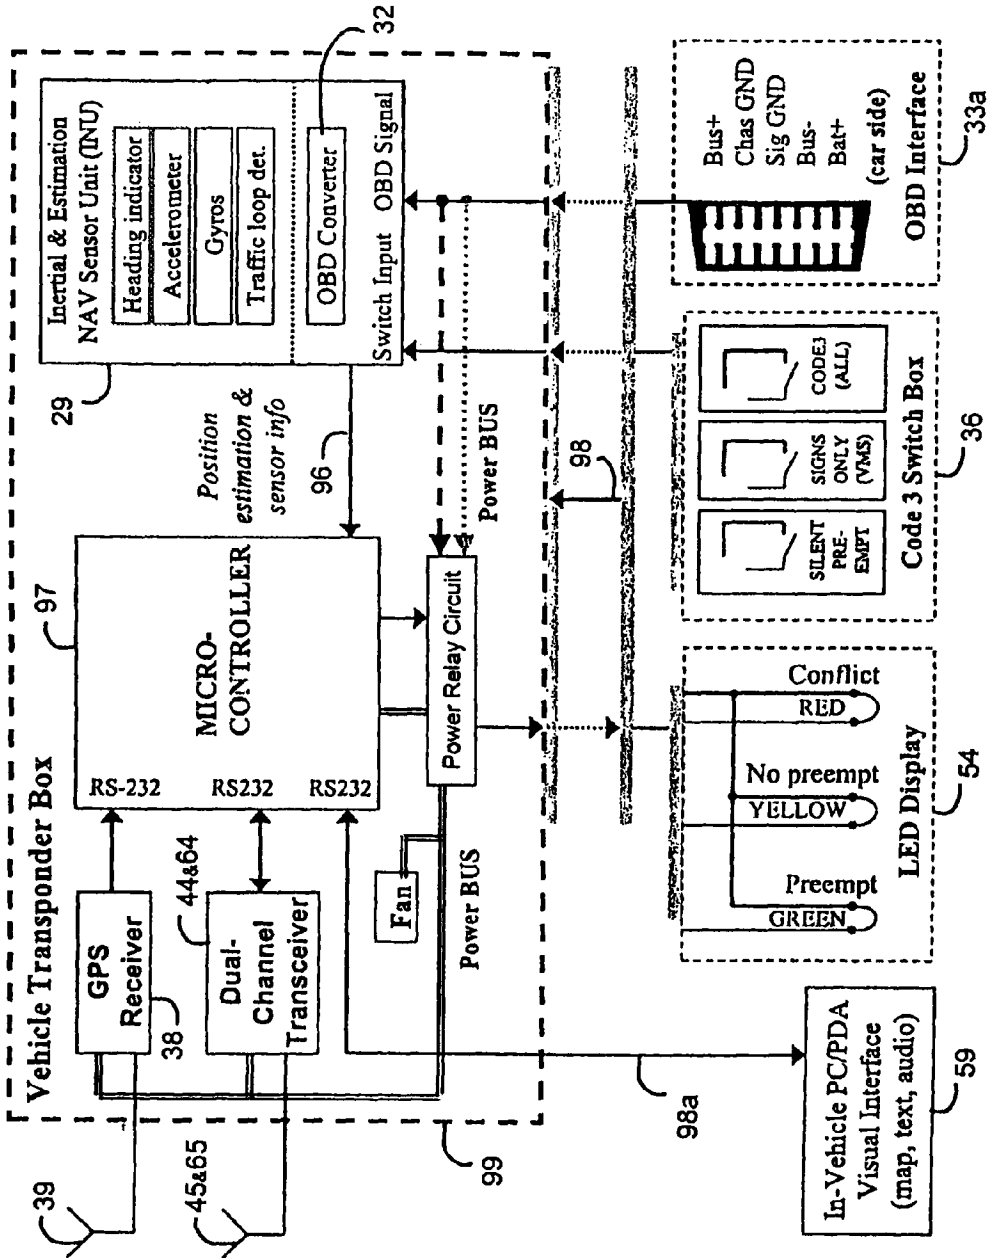 Vehicle Transponder Box
39
45&65
99
GPS
Receiver
38
44&64
Dual-
Channel
Transceiver
RS-232
RS232
RS232
97
MICRO-
CONTROLLER
Fan
Power BUS
Power Relay Circuit
Position
estimation &
sensor info
96
29
Inertial & Estimation
NAV Sensor Unit (INU)
Heading indicator
Accelerometer
Gyros
Traffic loop det.
OBD Converter
32
Switch Input
OBD Signal
Power BUS
98
98a
In-Vehicle PC/PDA
Visual Interface
(map, text, audio)
59
Preempt
GREEN
No preempt
YELLOW
Conflict
RED
LED Display
54
SILENT
PRE-
EMPT
SIGNS
ONLY
(VMS)
CODE3
(ALL)
Code 3 Switch Box
36
Bus+
Chas GND
Sig GND
Bus-
Bat+
(car side)
OBD Interface
33a